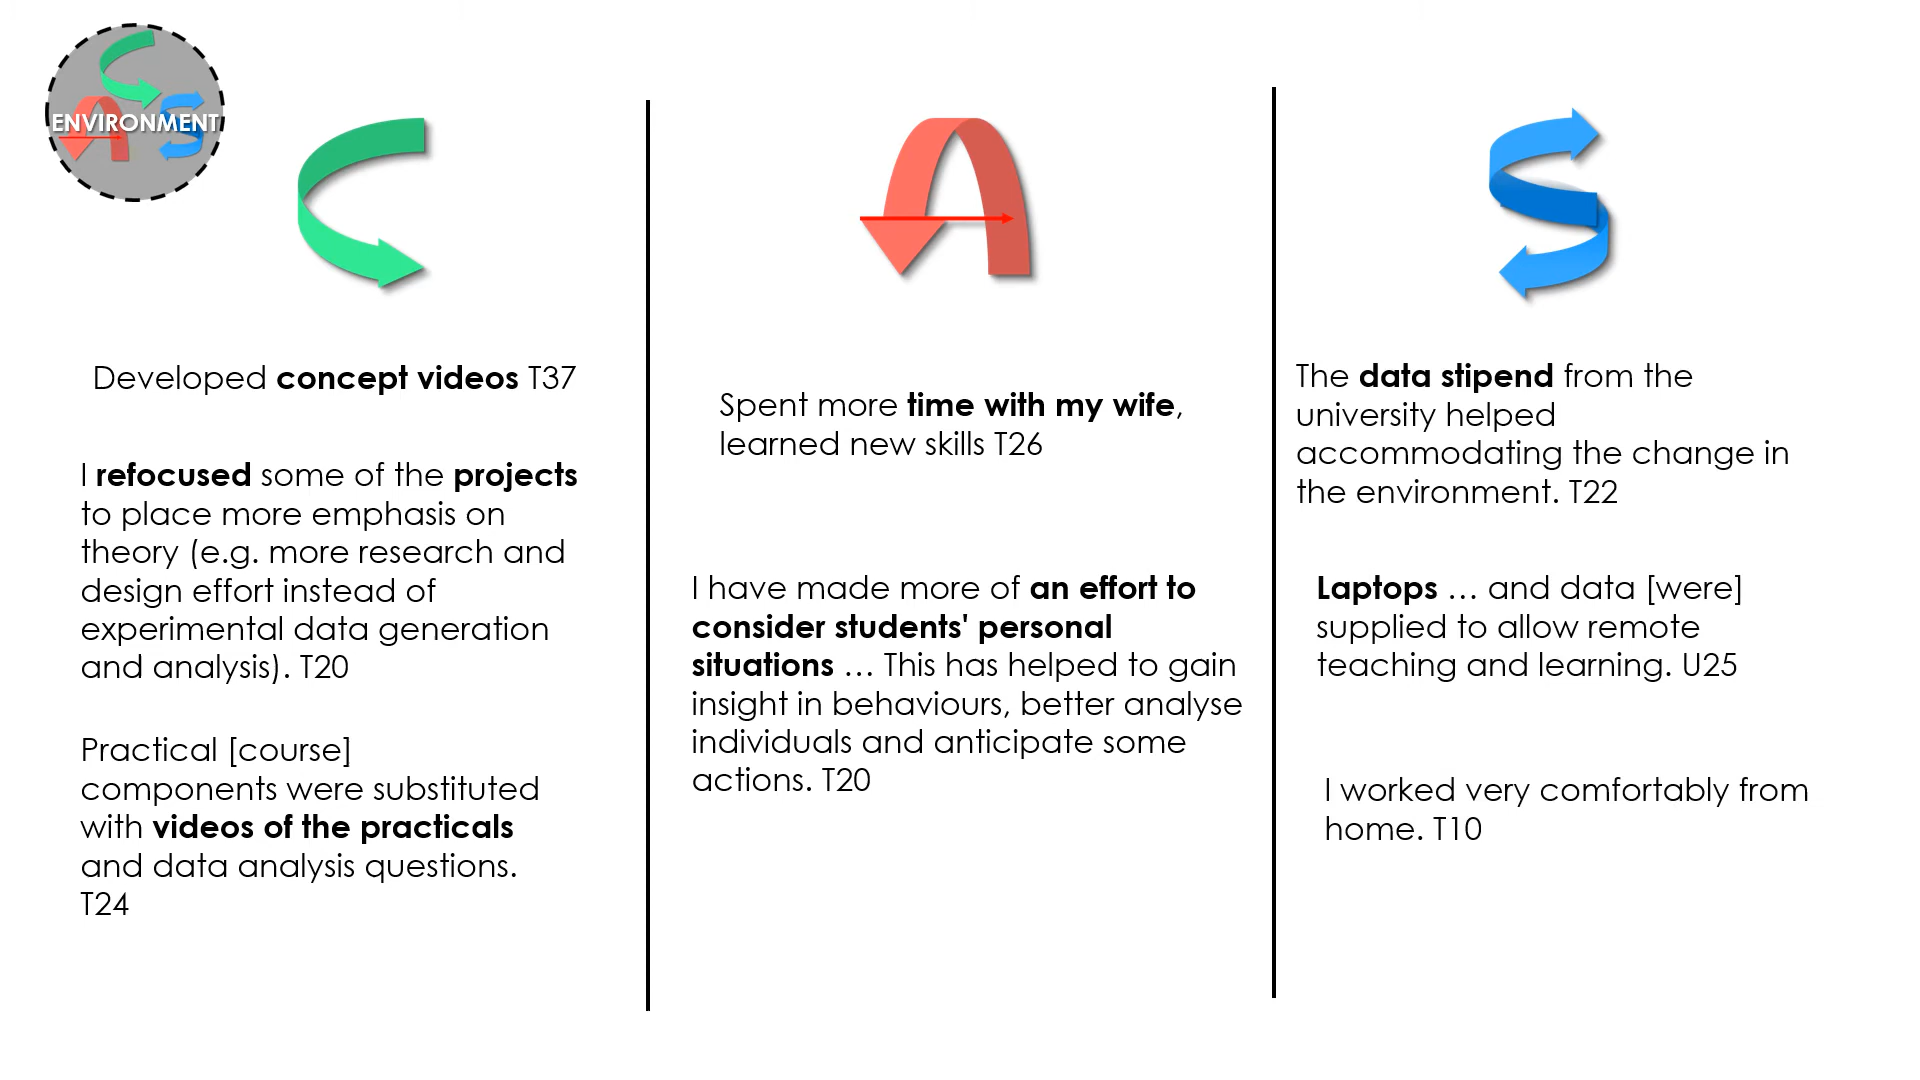 ENVIRONMENT
Developed concept videos T37
I refocused some of the projects
to place more emphasis on
theory (e.g. more research and
design effort instead of
experimental data generation
and analysis). T20
Practical [course]
components were substituted
with videos of the practicals
and data analysis questions.
T24
Spent more time with my wife,
learned new skills T26
I have made more of an effort to
consider students' personal
situations … This has helped to gain
insight in behaviours, better analyse
individuals and anticipate some
actions. T20
The data stipend from the
university helped
accommodating the change in
the environment. T22
Laptops … and data [were]
supplied to allow remote
teaching and learning. U25
I worked very comfortably from
home. T10